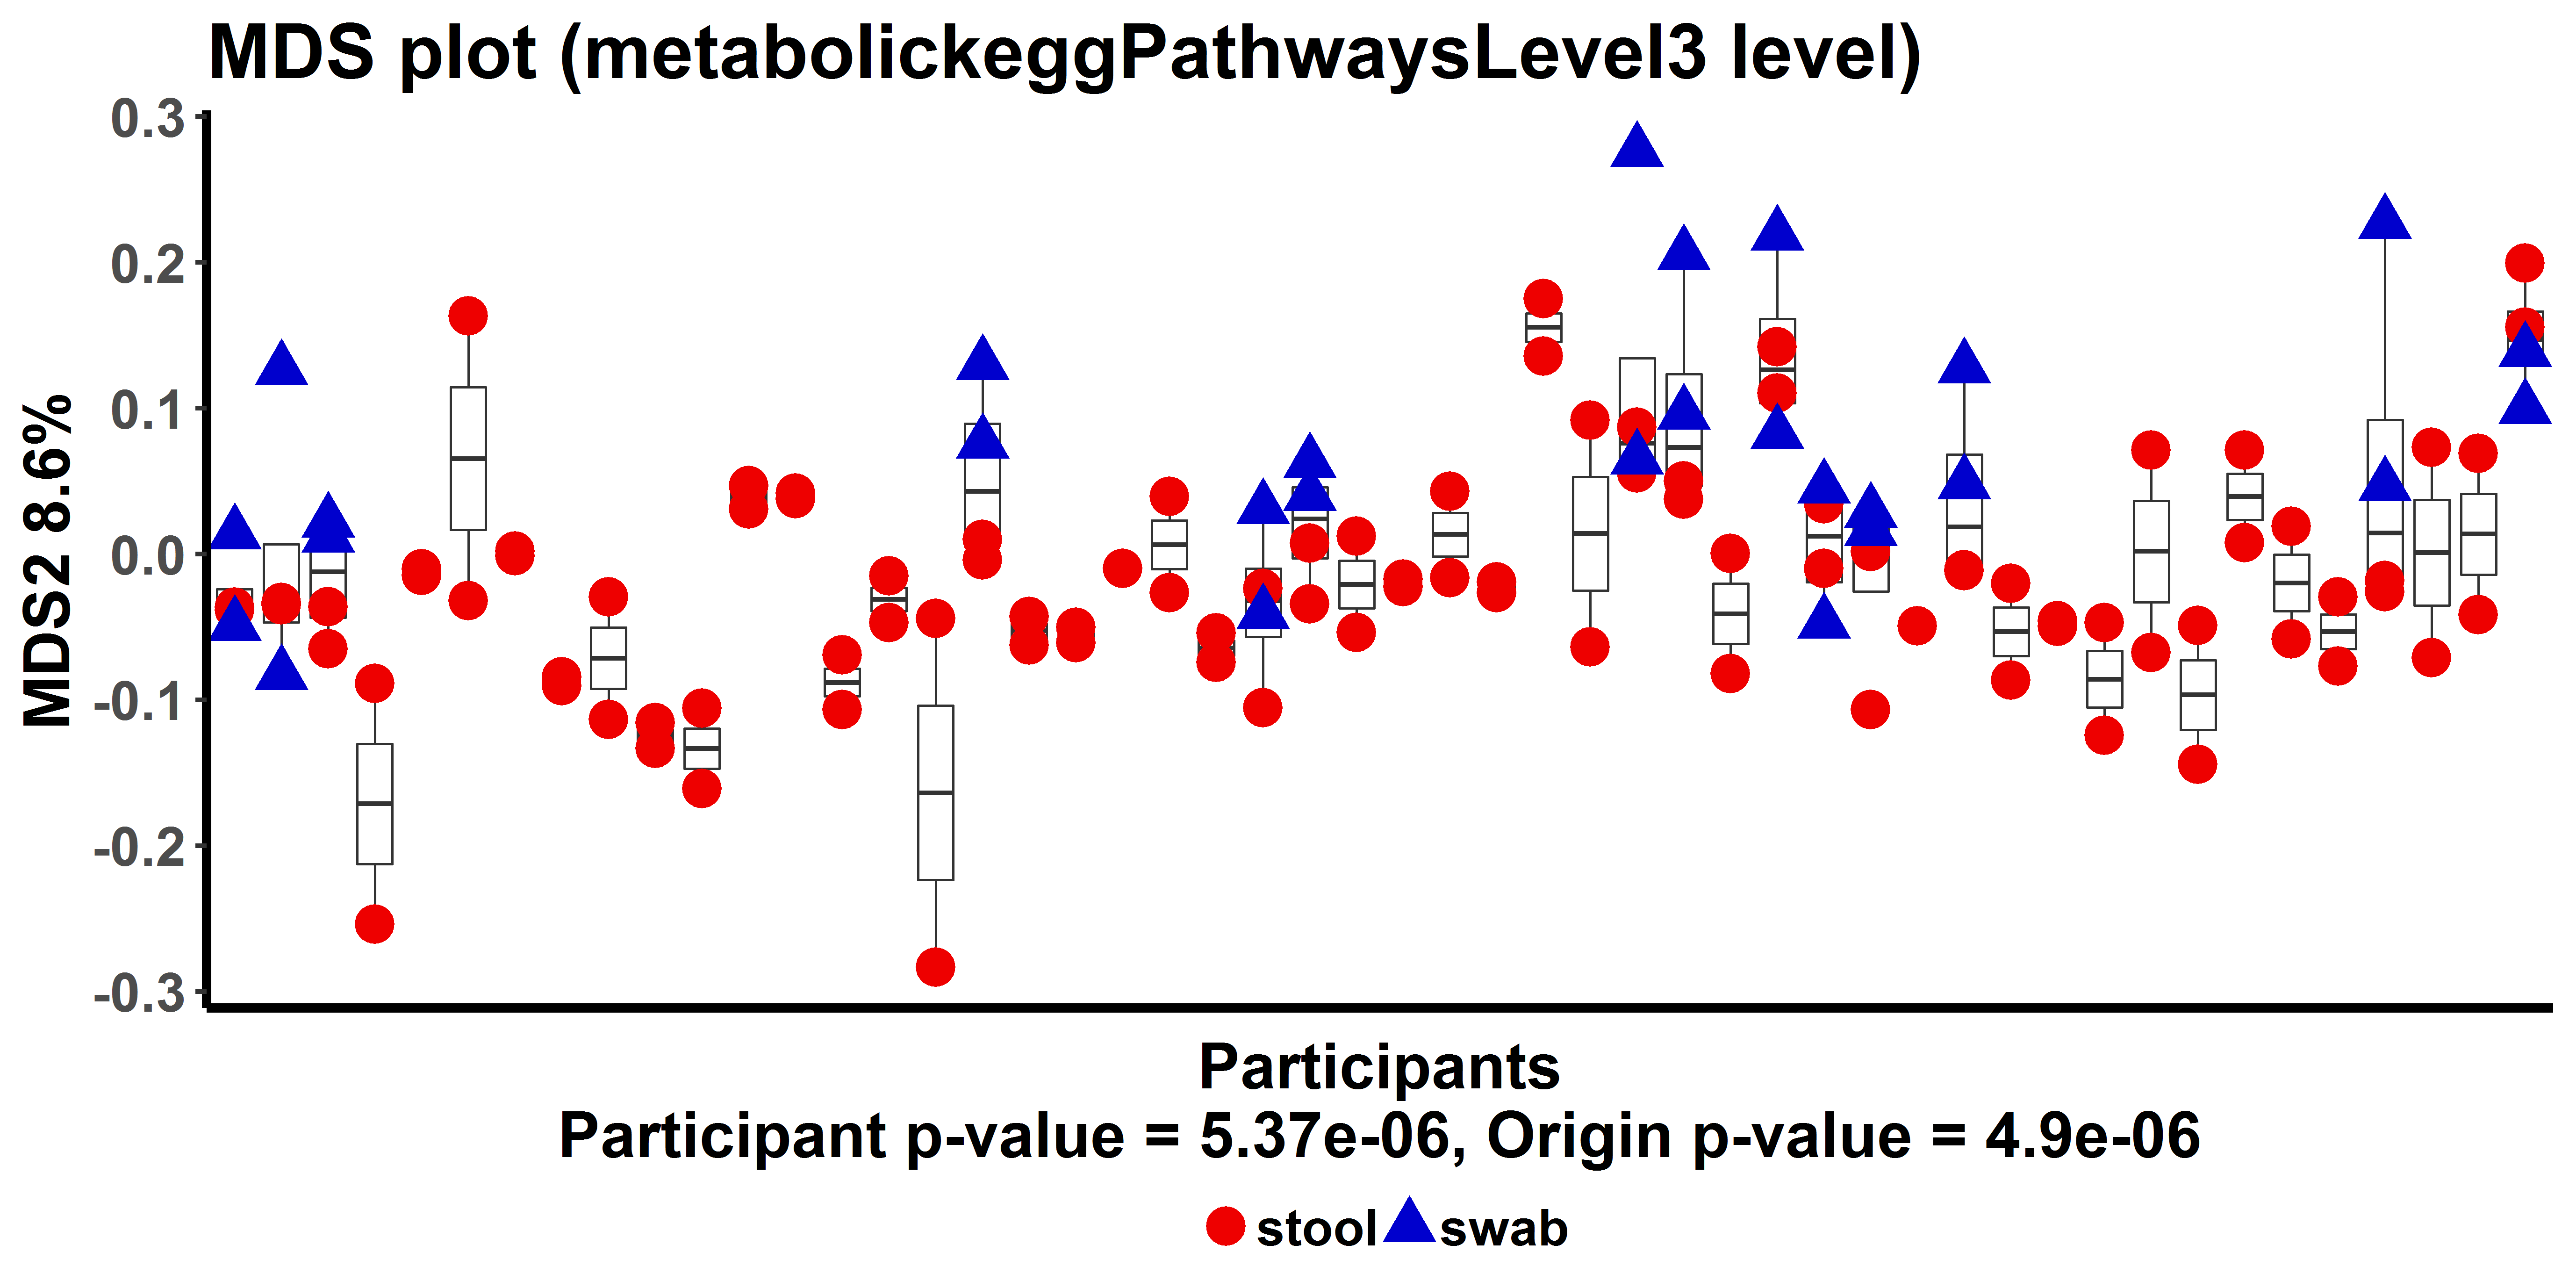 MDS plot (metabolickeggPathwaysLevel3 level)
MDS2 8.6%
0.3
0.2
0.1
0.0
-0.1
-0.2
-0.3
Participants
Participant p-value = 5.37e-06, Origin p-value = 4.9e-06
stool swab